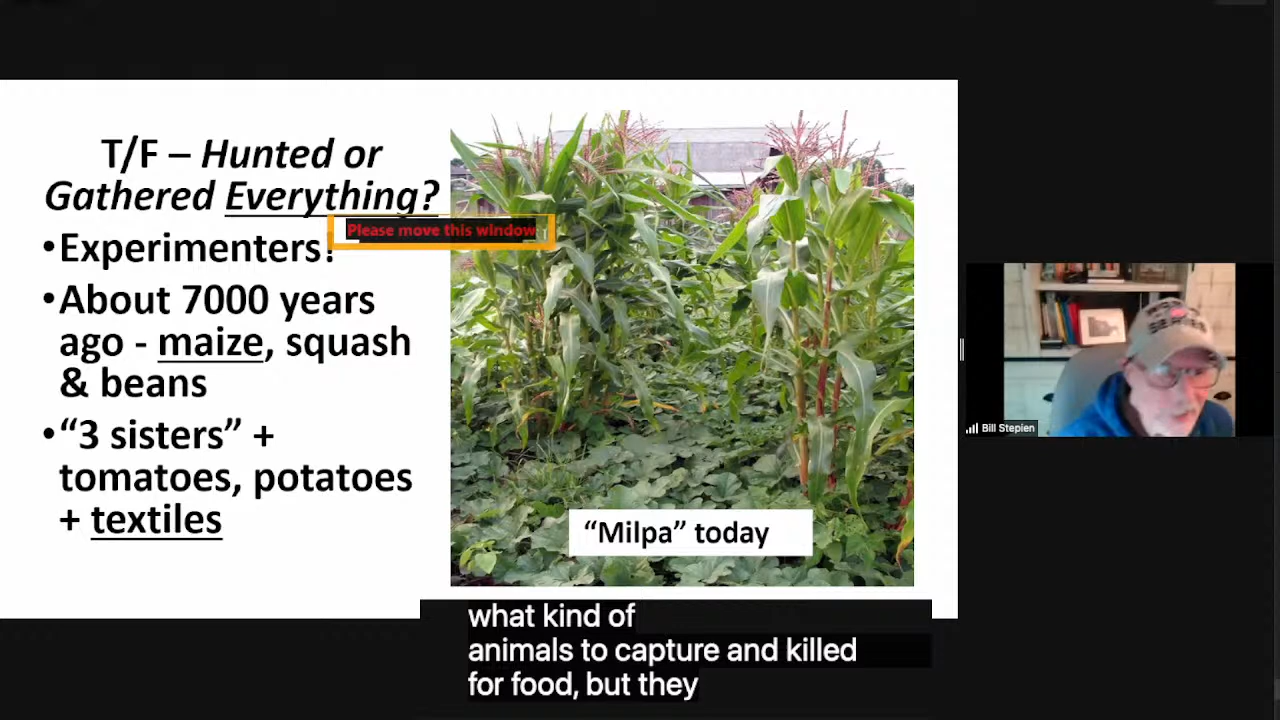 T/F – Hunted or
Gathered Everything?
Please move this window
•Experimenters!
•About 7000 years
ago - maize, squash
& beans
•“3 sisters” +
tomatoes, potatoes
+ textiles
“Milpa” today
Bill Stepien
what kind of
animals to capture and killed
for food, but they